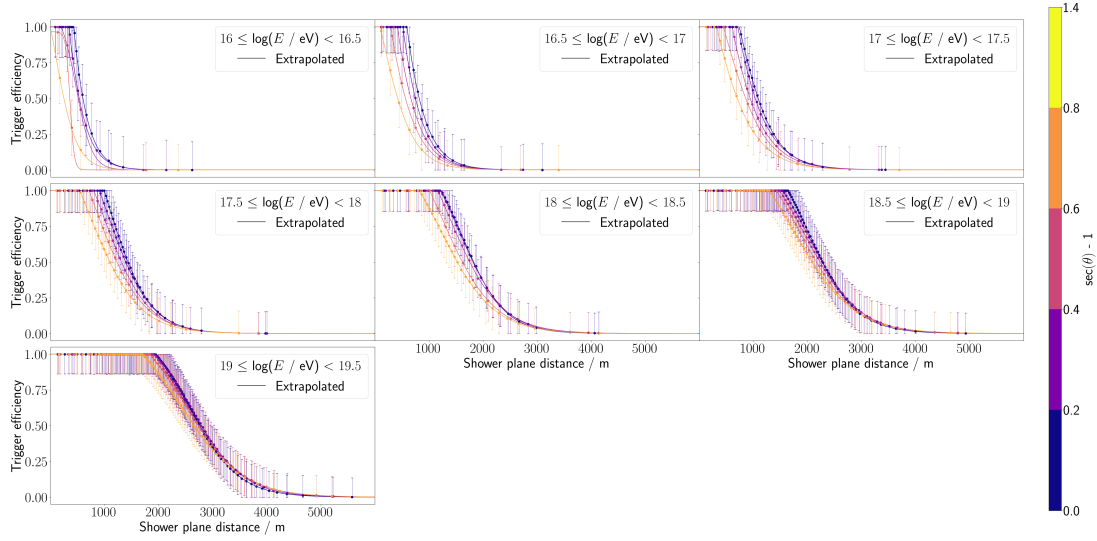 1.00
0.75
0.50
0.25
0.00
Trigger efficiency
16 ≤ log(E / eV) < 16.5
Extrapolated
16.5 ≤ log(E / eV) < 17
Extrapolated
17 ≤ log(E / eV) < 17.5
Extrapolated
1.00
0.75
0.50
0.25
0.00
Trigger efficiency
17.5 ≤ log(E / eV) < 18
Extrapolated
18 ≤ log(E / eV) < 18.5
Extrapolated
18.5 ≤ log(E / eV) < 19
Extrapolated
1000 2000 3000 4000 5000
Shower plane distance / m
1000 2000 3000 4000 5000
Shower plane distance / m
1.00
0.75
0.50
0.25
0.00
Trigger efficiency
19 ≤ log(E / eV) < 19.5
Extrapolated
1000 2000 3000 4000 5000
Shower plane distance / m
1.4
0.8
0.6
0.4
0.2
0.0
sec(θ) - 1